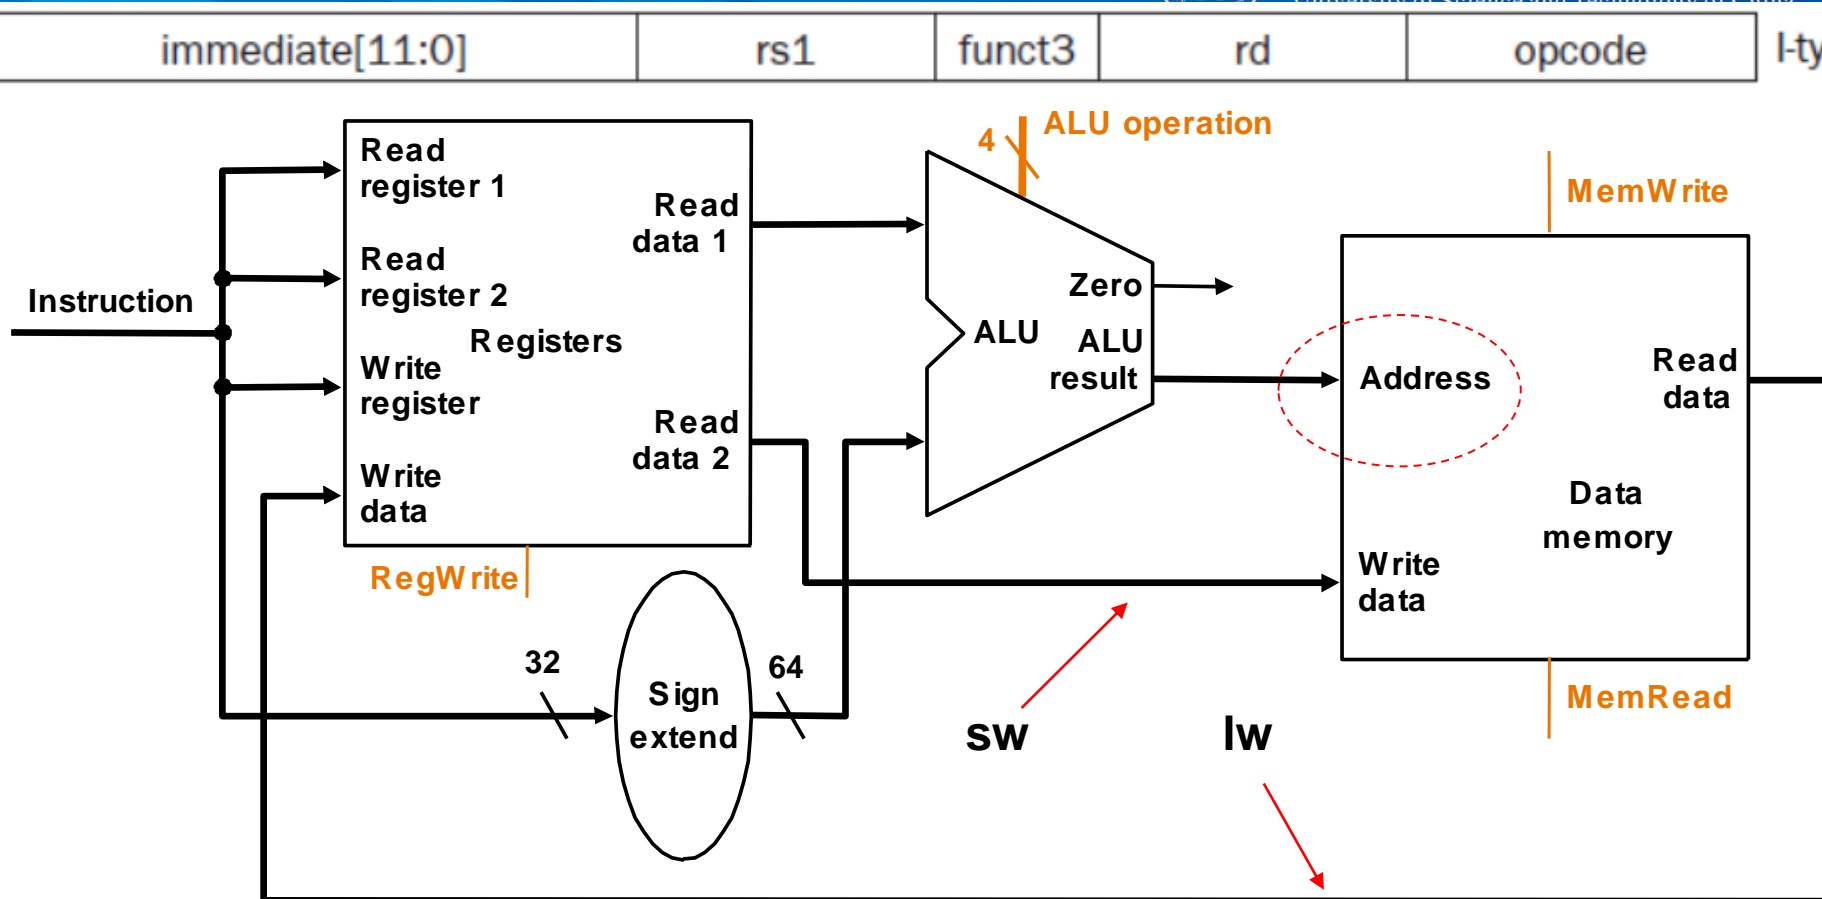 immediate[11:0] rs1 funct3 rd opcode I-ty
ALU operation
4
Read
register 1
Read
data 1
MemWrite
Read
register 2
Zero
Instruction
Registers
ALU
ALU
result
Write
register
Address
Read
data
Read
data 2
Write
data
Data
memory
RegWrite
Write
data
32
64
Sign
extend
MemRead
sw
lw